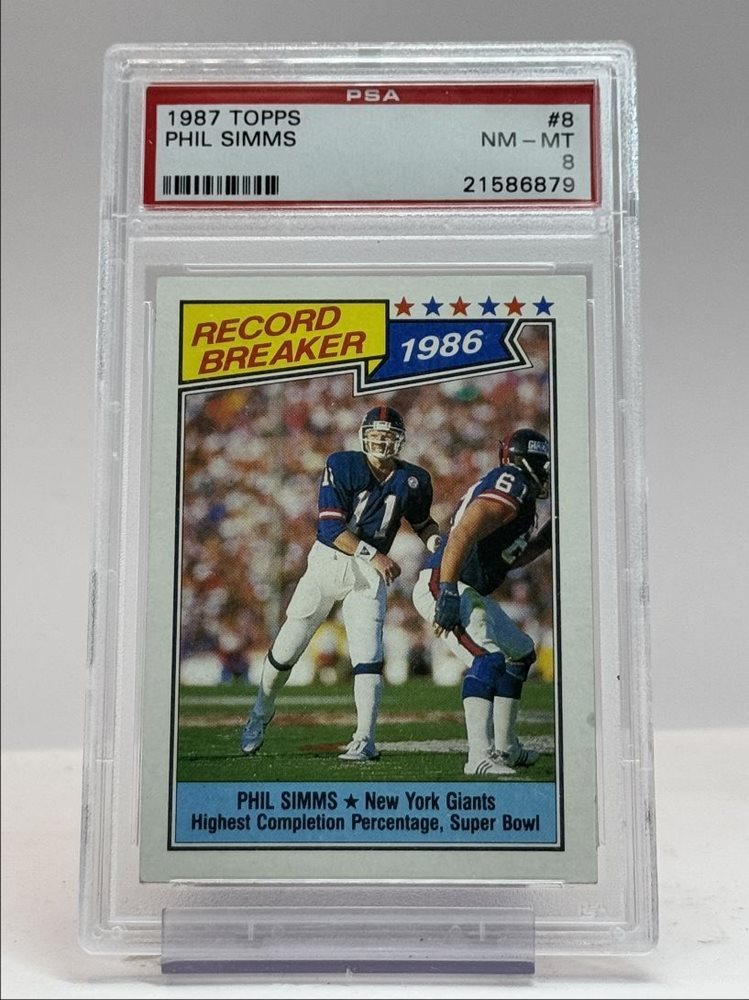 PSA
1987 TOPPS #8
PHIL SIMMS NM - MT
8
21586879
RECORD
BREAKER
1986
11
61
PHIL SIMMS ★ New York Giants
Highest Completion Percentage, Super Bowl